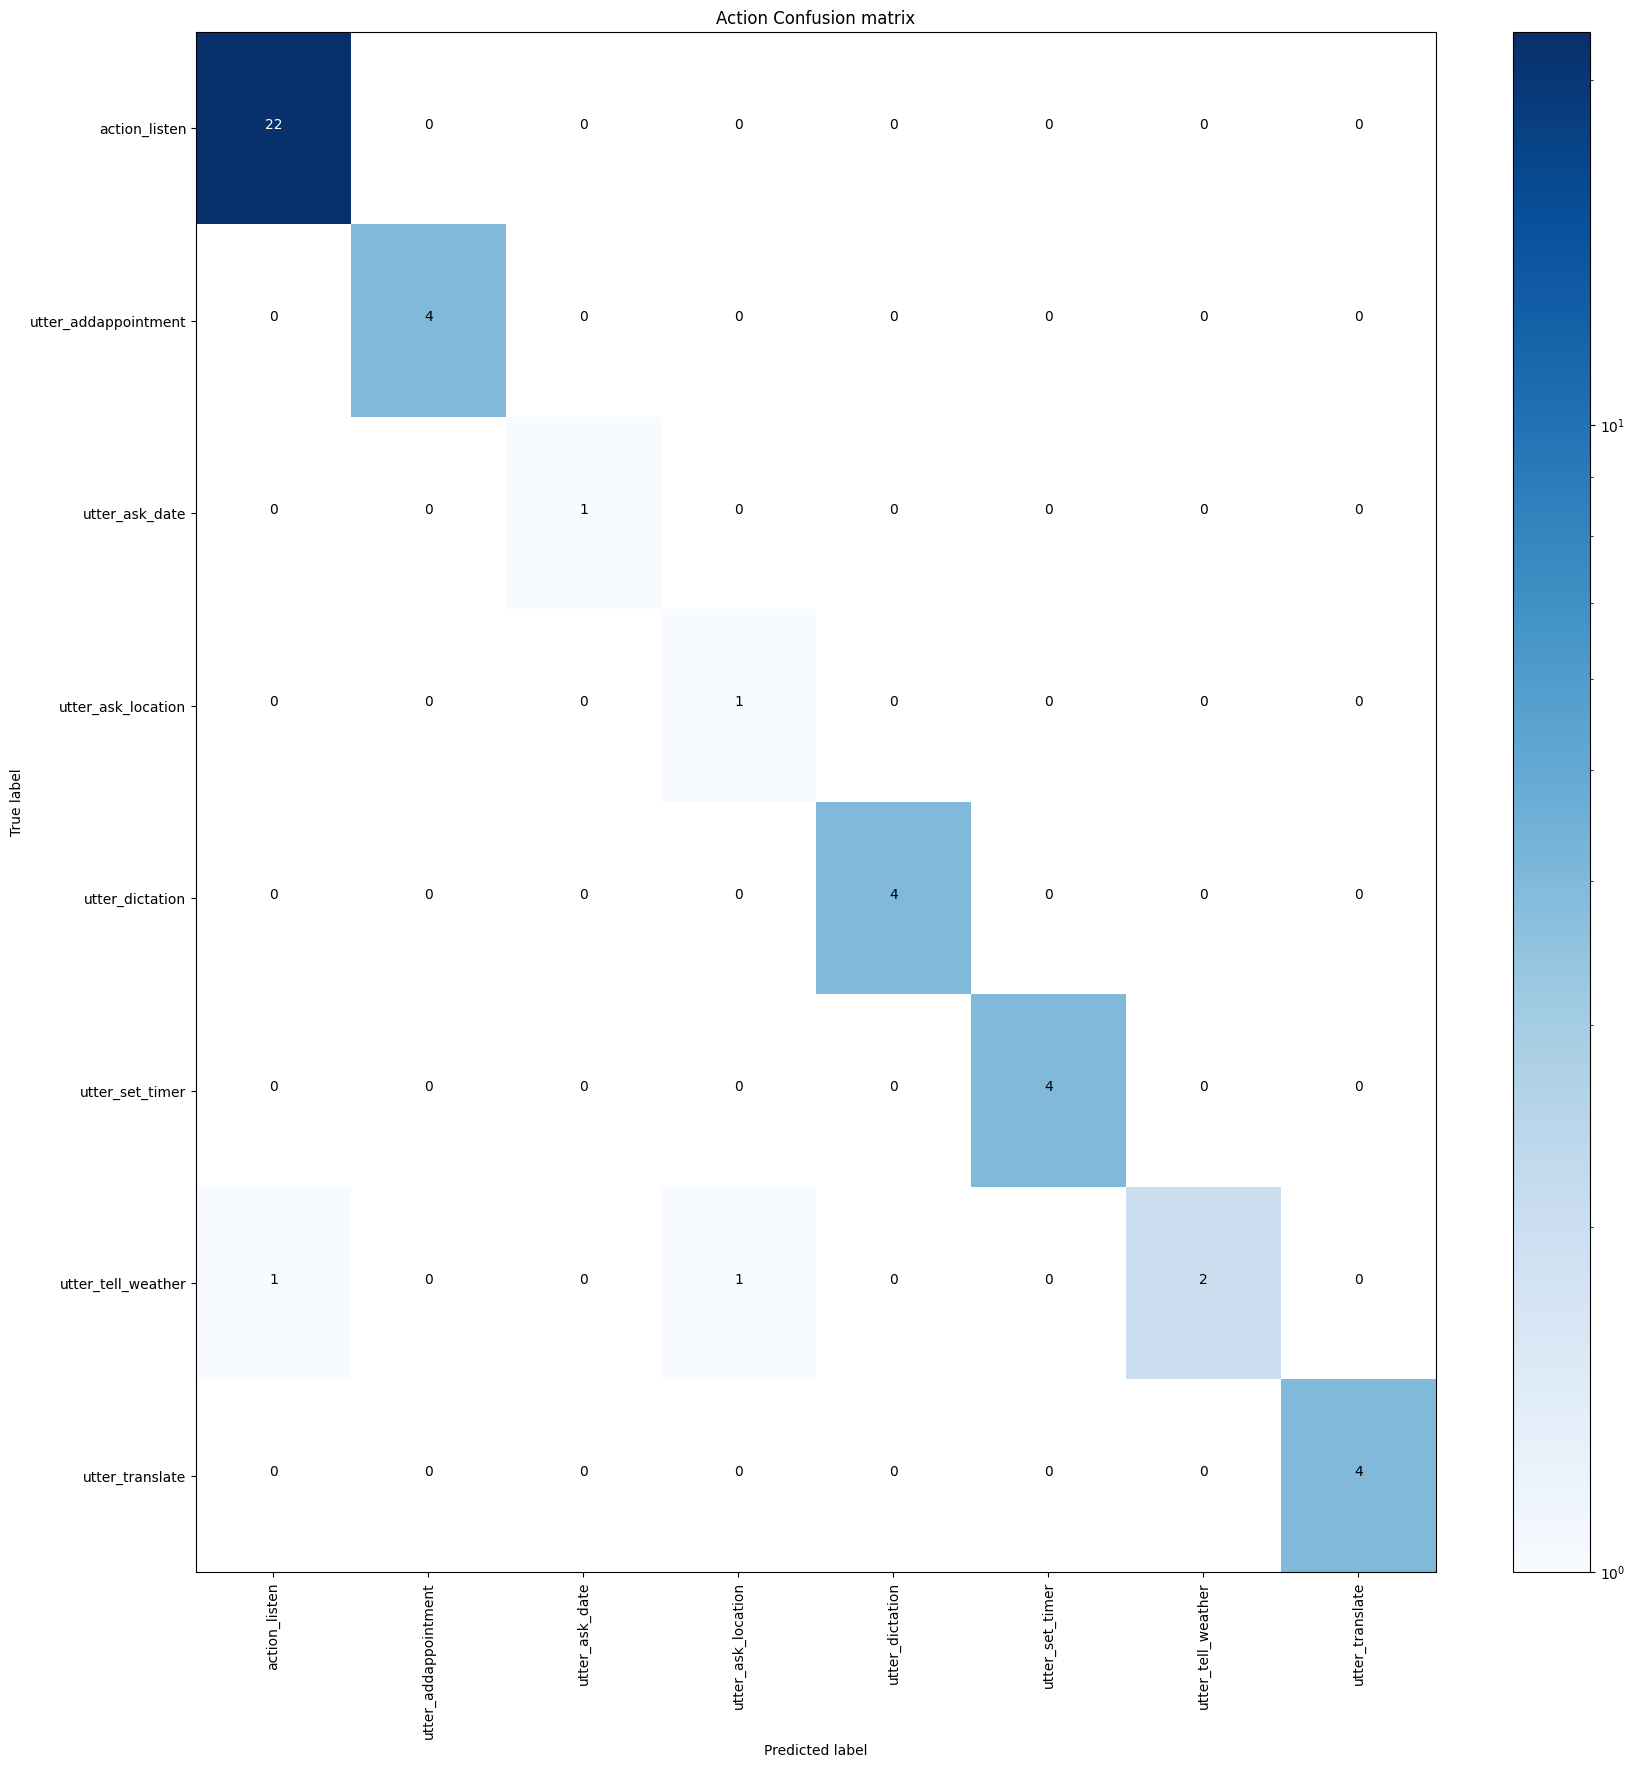 Action Confusion matrix
action_listen 22 0 0 0 0 0 0 0
utter_addappointment 0 4 0 0 0 0 0 0
10¹
utter_ask_date 0 0 1 0 0 0 0 0
utter_ask_location 0 0 0 1 0 0 0 0
True label
utter_dictation 0 0 0 0 4 0 0 0
utter_set_timer 0 0 0 0 0 4 0 0
utter_tell_weather 1 0 0 1 0 0 2 0
utter_translate 0 0 0 0 0 0 0 4
10⁰
action_listen
utter_addappointment
utter_ask_date
utter_ask_location
utter_dictation
utter_set_timer
utter_tell_weather
utter_translate
Predicted label